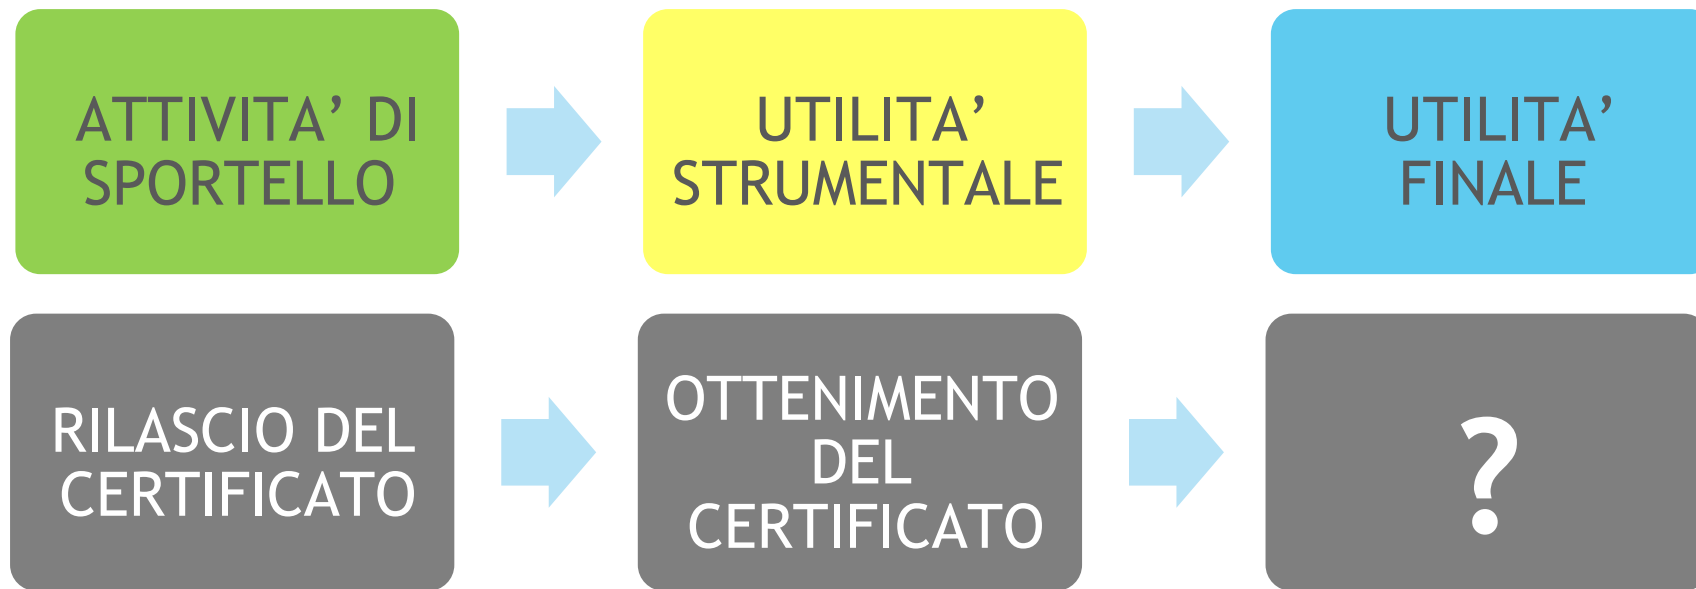 ATTIVITA’ DI
SPORTELLO
UTILITA’
STRUMENTALE
UTILITA’
FINALE
RILASCIO DEL
CERTIFICATO
OTTENIMENTO
DEL
CERTIFICATO
?